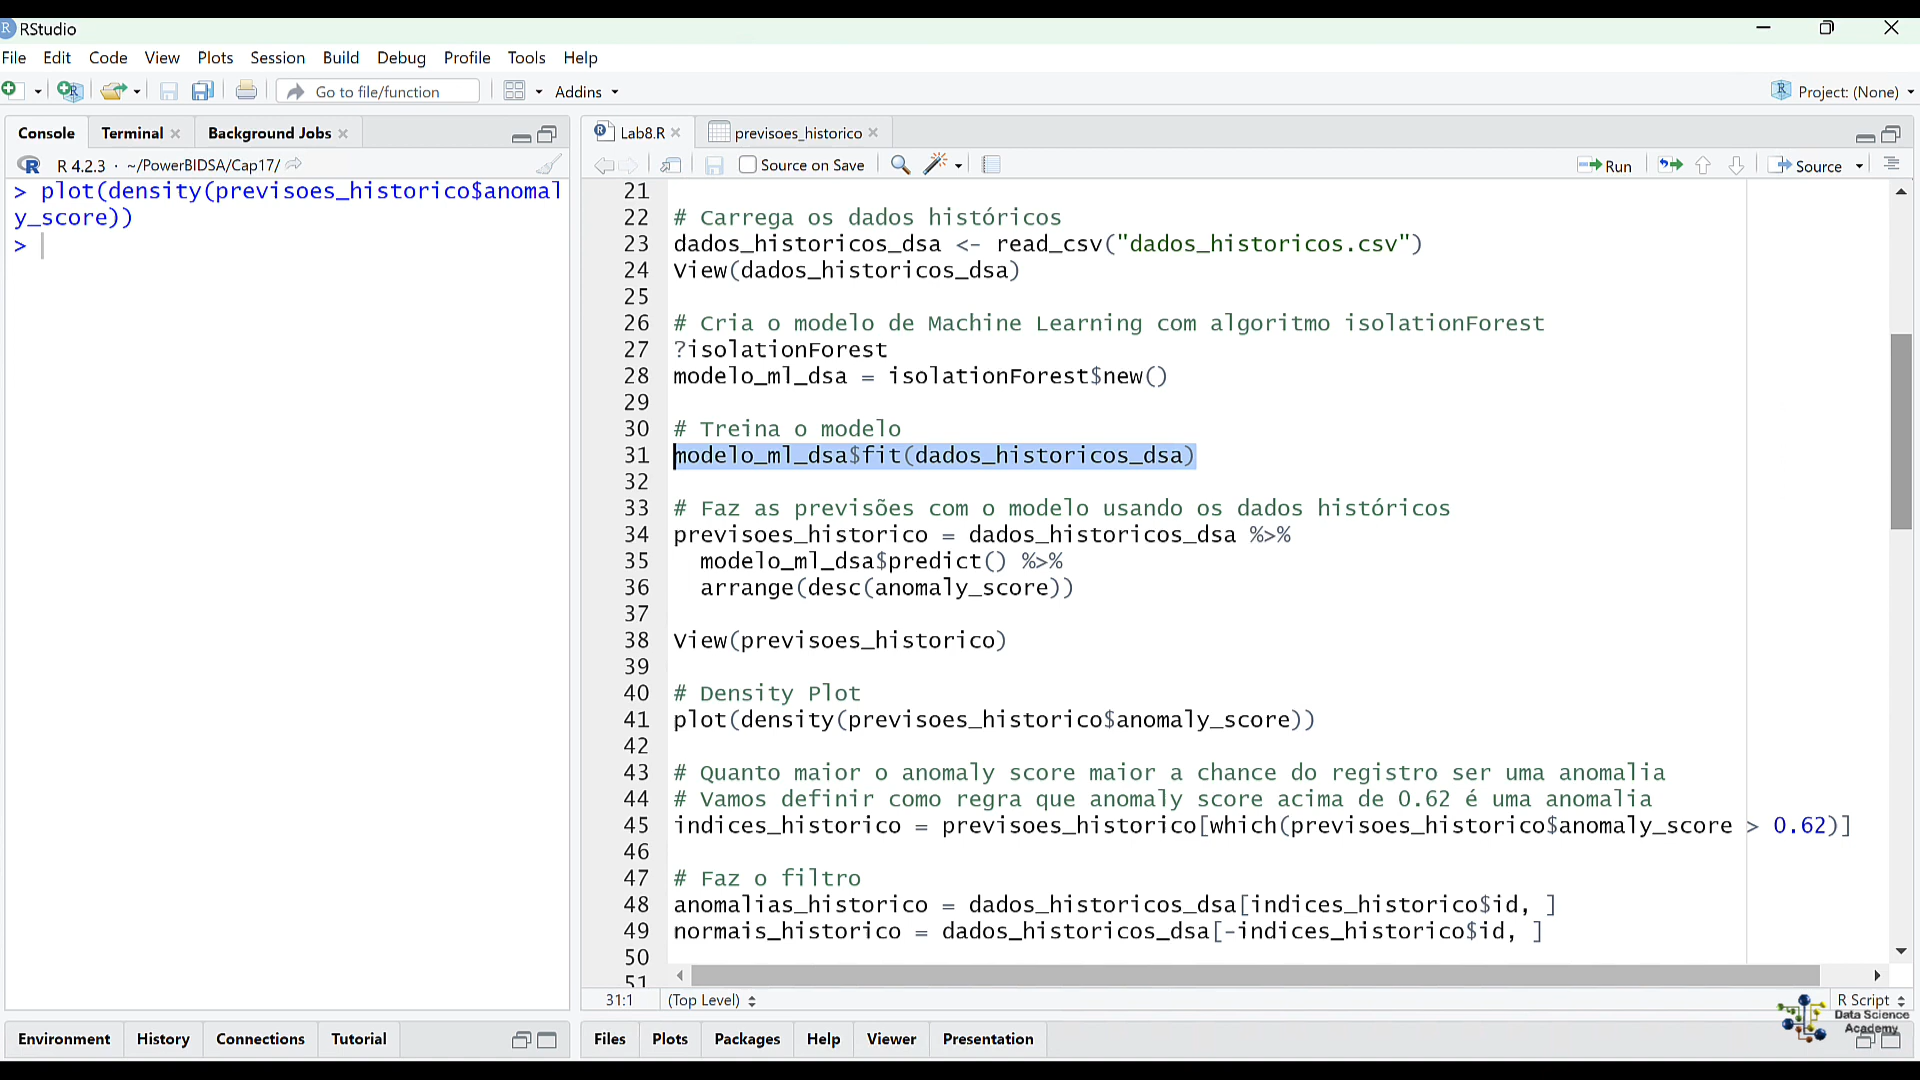 RStudio
File Edit Code View Plots Session Build Debug Profile Tools Help
Go to file/function Addins Project: (None)
Console Terminal Background Jobs
R 4.2.3 · ~/PowerBIDSA/Cap17/
> plot(density(previsoes_historico$anomal
y_score))
>
Lab8.R previsoes_historico
Source on Save Run Source
21
22 # Carrega os dados históricos
23 dados_historicos_dsa <- read_csv("dados_historicos.csv")
24 View(dados_historicos_dsa)
25
26 # Cria o modelo de Machine Learning com algoritmo isolationForest
27 ?isolationForest
28 modelo_ml_dsa = isolationForest$new()
29
30 # Treina o modelo
31 modelo_ml_dsa$fit(dados_historicos_dsa)
32
33 # Faz as previsões com o modelo usando os dados históricos
34 previsoes_historico = dados_historicos_dsa %>%
35 modelo_ml_dsa$predict() %>%
36 arrange(desc(anomaly_score))
37
38 View(previsoes_historico)
39
40 # Density Plot
41 plot(density(previsoes_historico$anomaly_score))
42
43 # Quanto maior o anomaly score maior a chance do registro ser uma anomalia
44 # Vamos definir como regra que anomaly score acima de 0.62 é uma anomalia
45 indices_historico = previsoes_historico[which(previsoes_historico$anomaly_score > 0.62)]
46
47 # Faz o filtro
48 anomalias_historico = dados_historicos_dsa[indices_historico$id, ]
49 normais_historico = dados_historicos_dsa[-indices_historico$id, ]
50
51
31:1 (Top Level) R Script
Data Science
Academy
Environment History Connections Tutorial
Files Plots Packages Help Viewer Presentation